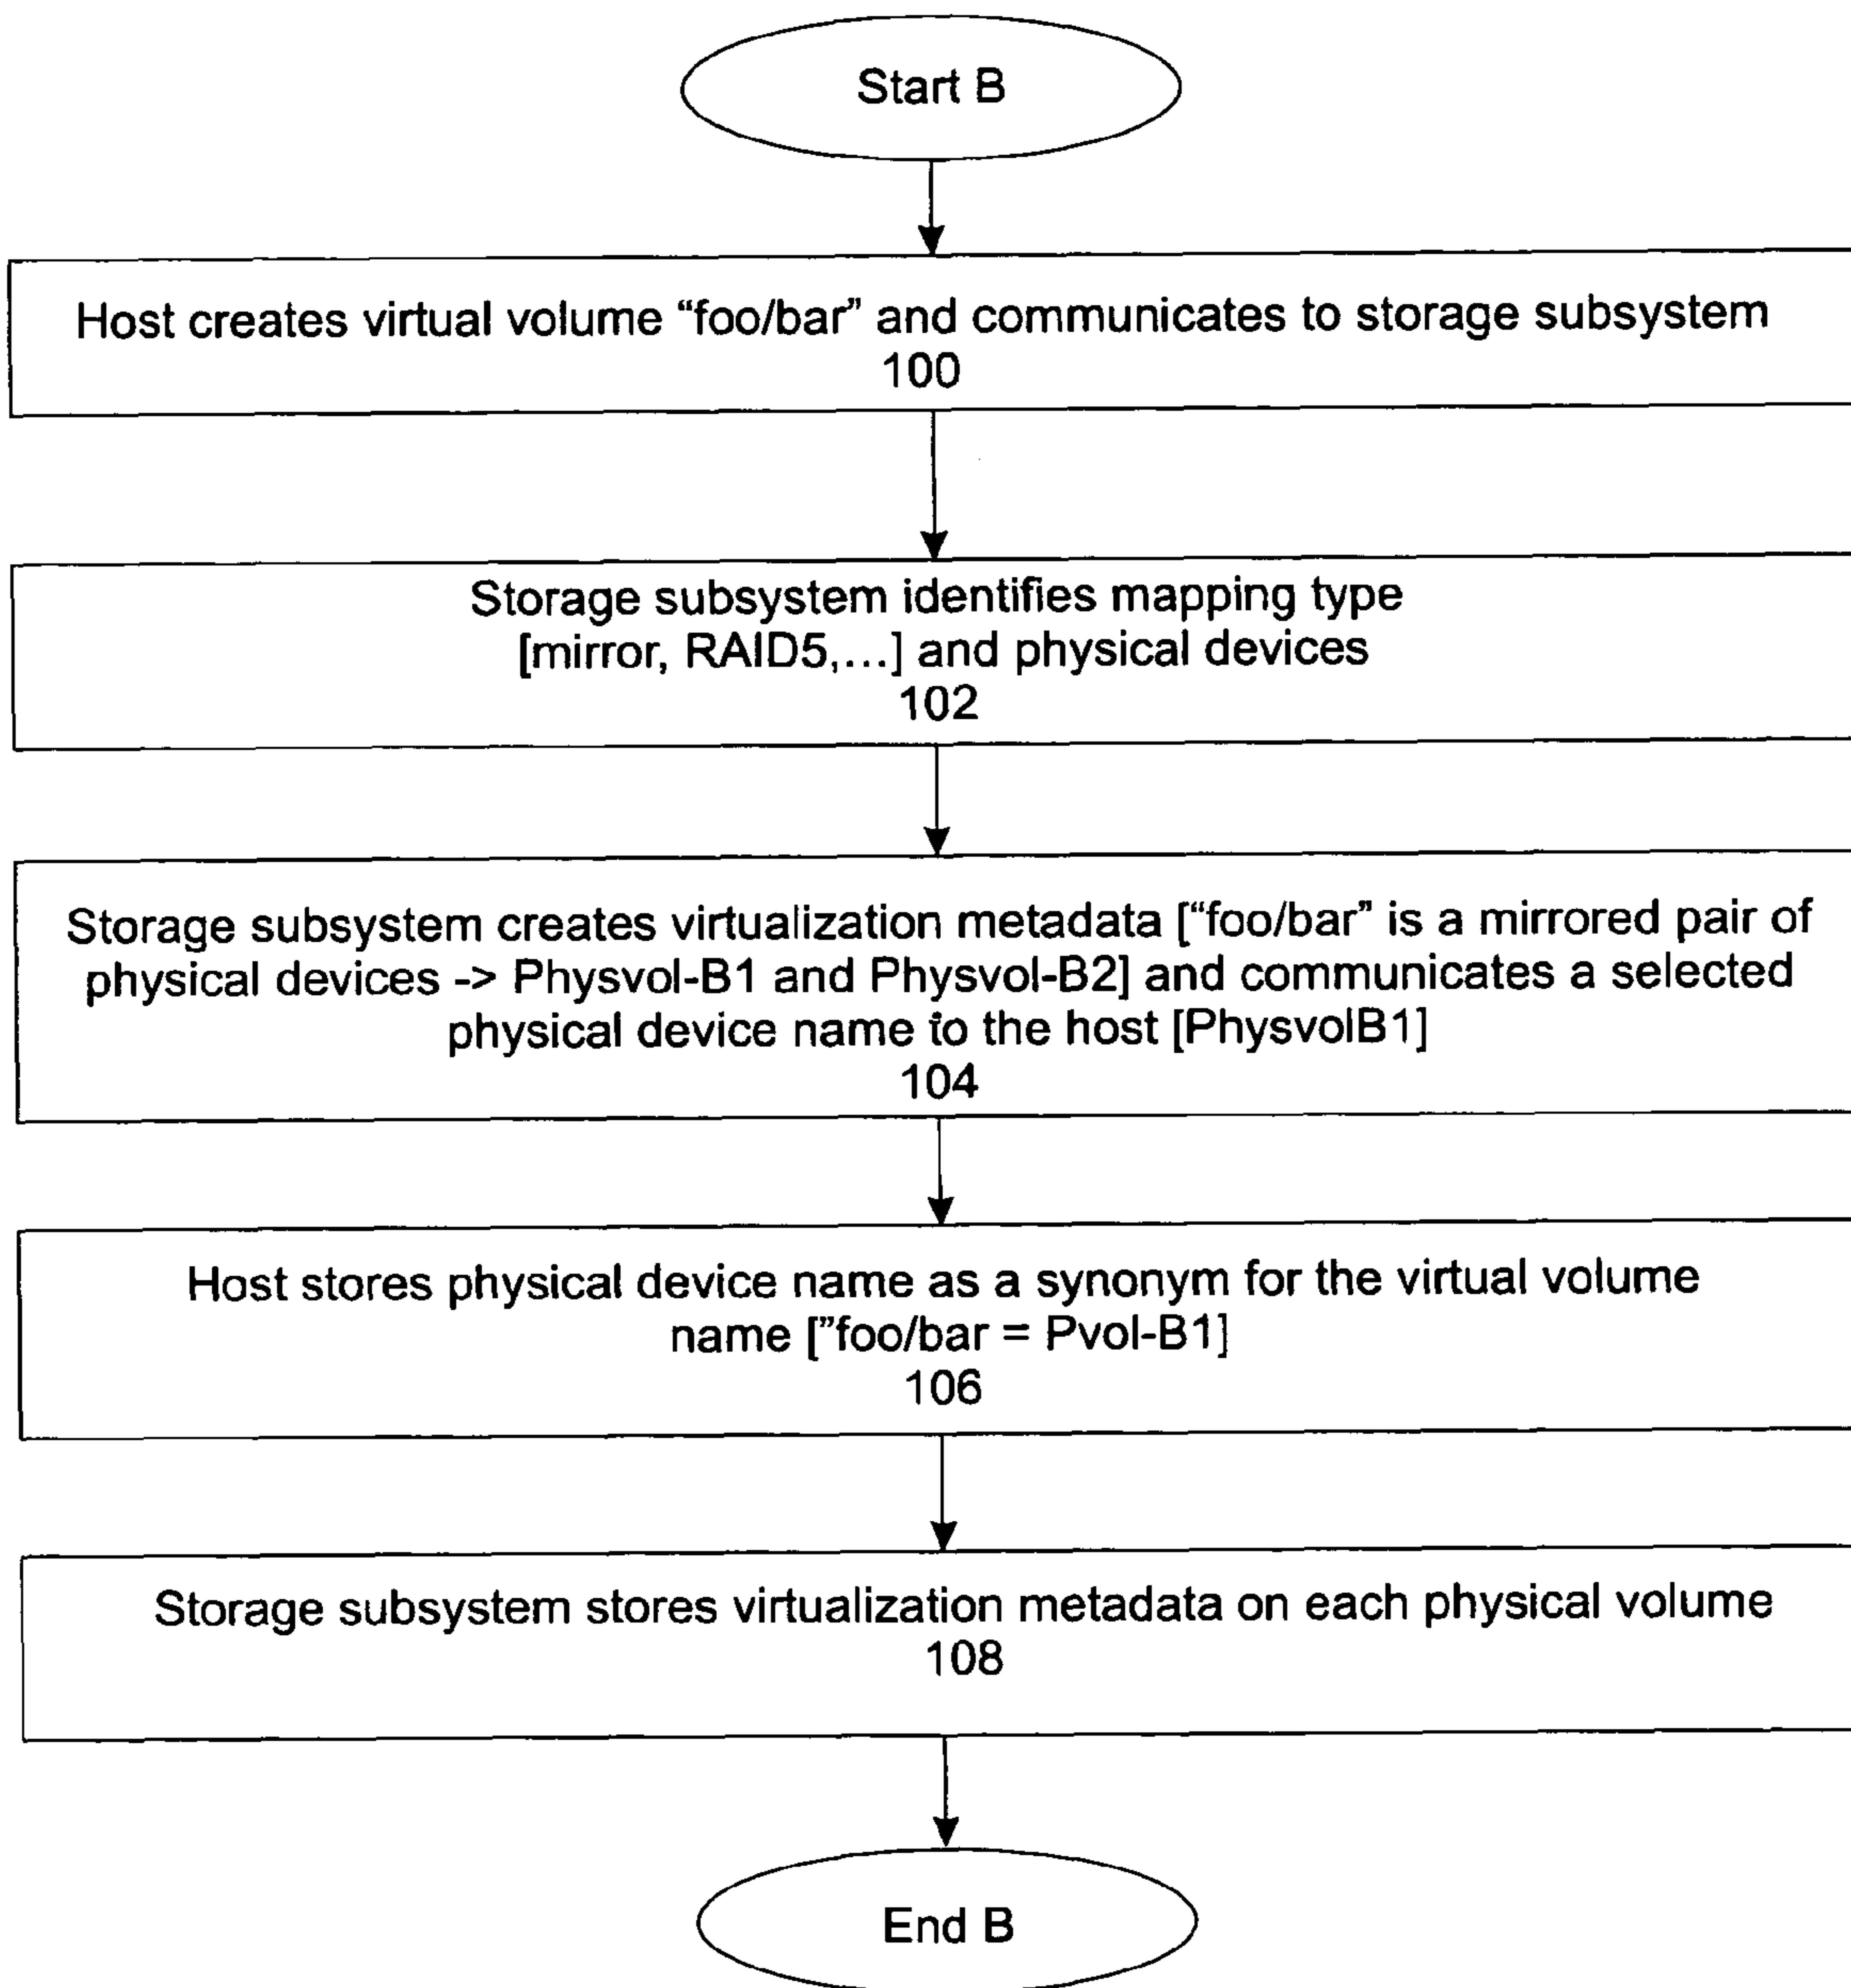 Start B
Host creates virtual volume “foo/bar” and communicates to storage subsystem
100
Storage subsystem identifies mapping type
[mirror, RAID5,...] and physical devices
102
Storage subsystem creates virtualization metadata [“foo/bar” is a mirrored pair of
physical devices -> Physvol-B1 and Physvol-B2] and communicates a selected
physical device name to the host [PhysvolB1]
104
Host stores physical device name as a synonym for the virtual volume
name [”foo/bar = Pvol-B1]
106
Storage subsystem stores virtualization metadata on each physical volume
108
End B